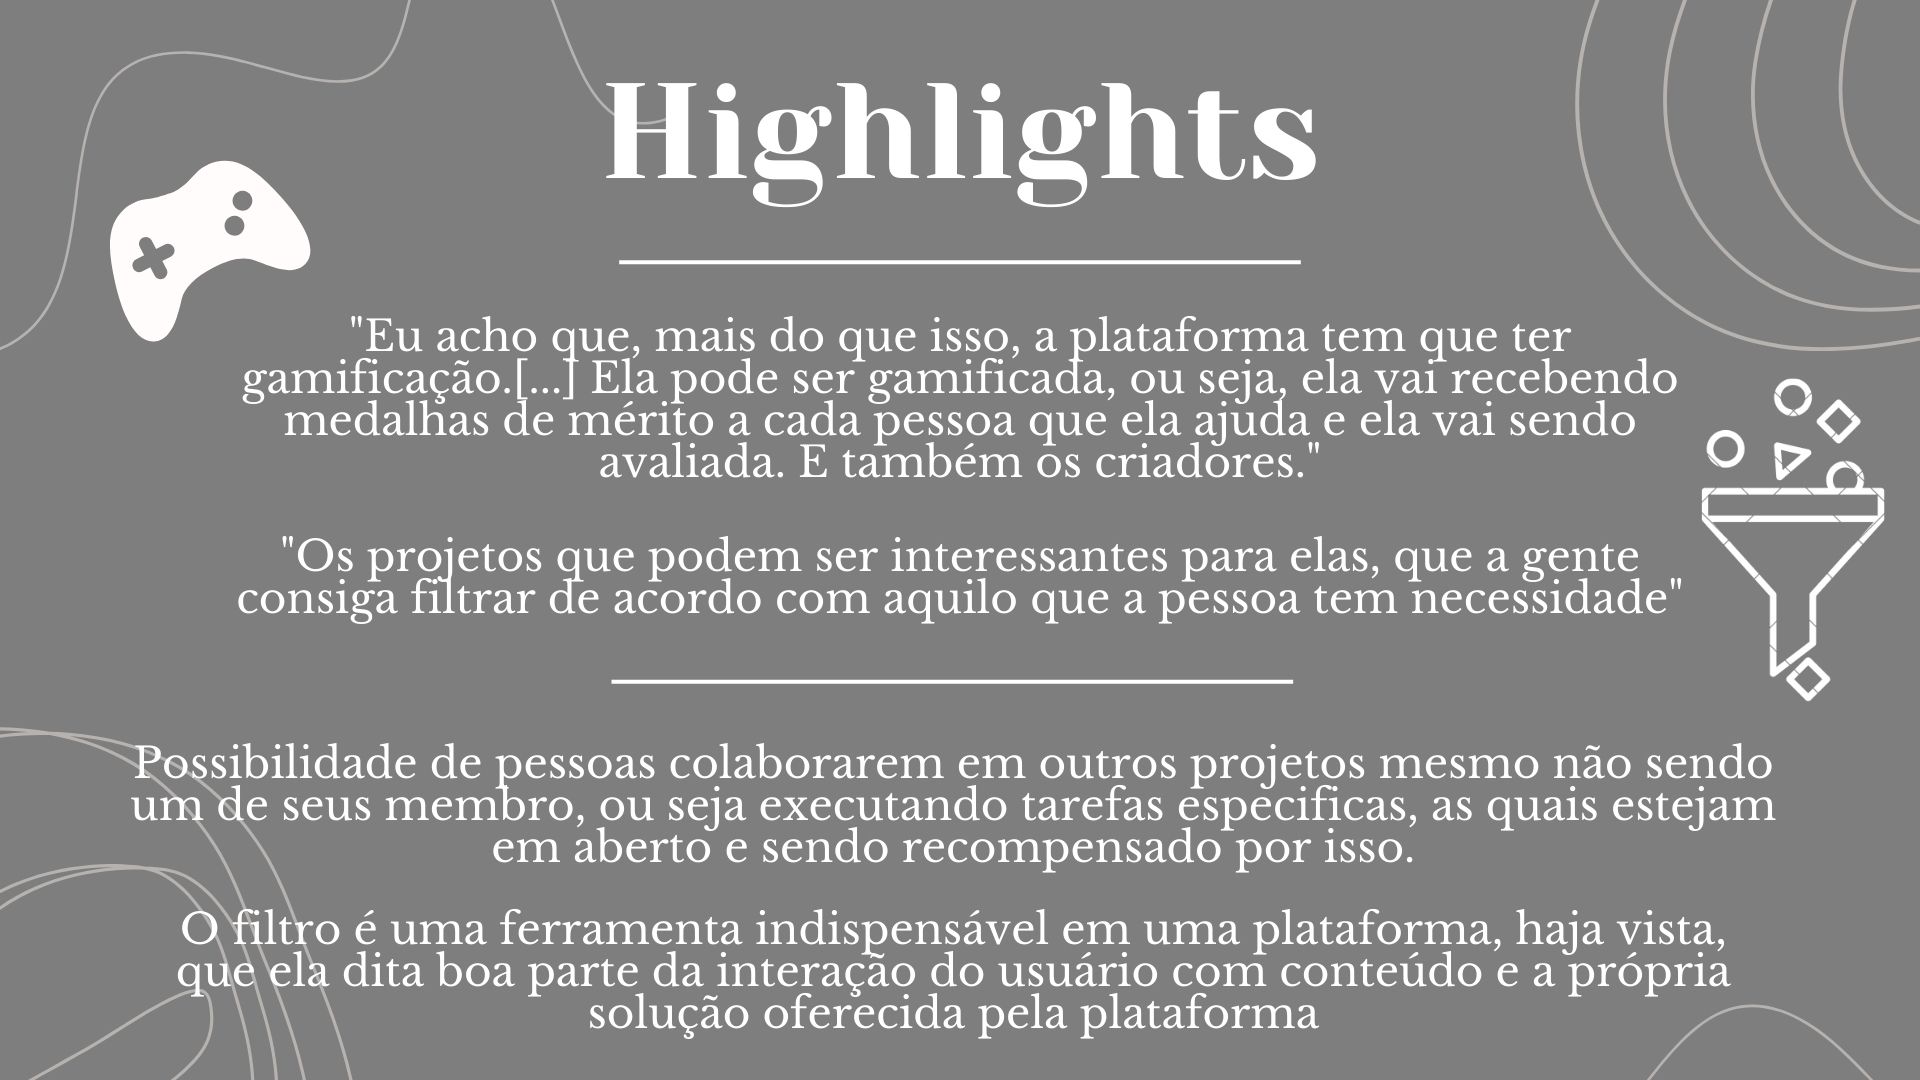 Highlights
"Eu acho que, mais do que isso, a plataforma tem que ter
gamificação.[...] Ela pode ser gamificada, ou seja, ela vai recebendo
medalhas de mérito a cada pessoa que ela ajuda e ela vai sendo
avaliada. E também os criadores."
"Os projetos que podem ser interessantes para elas, que a gente
consiga filtrar de acordo com aquilo que a pessoa tem necessidade"
Possibilidade de pessoas colaborarem em outros projetos mesmo não sendo
um de seus membro, ou seja executando tarefas especificas, as quais estejam
em aberto e sendo recompensado por isso.
O filtro é uma ferramenta indispensável em uma plataforma, haja vista,
que ela dita boa parte da interação do usuário com conteúdo e a própria
solução oferecida pela plataforma